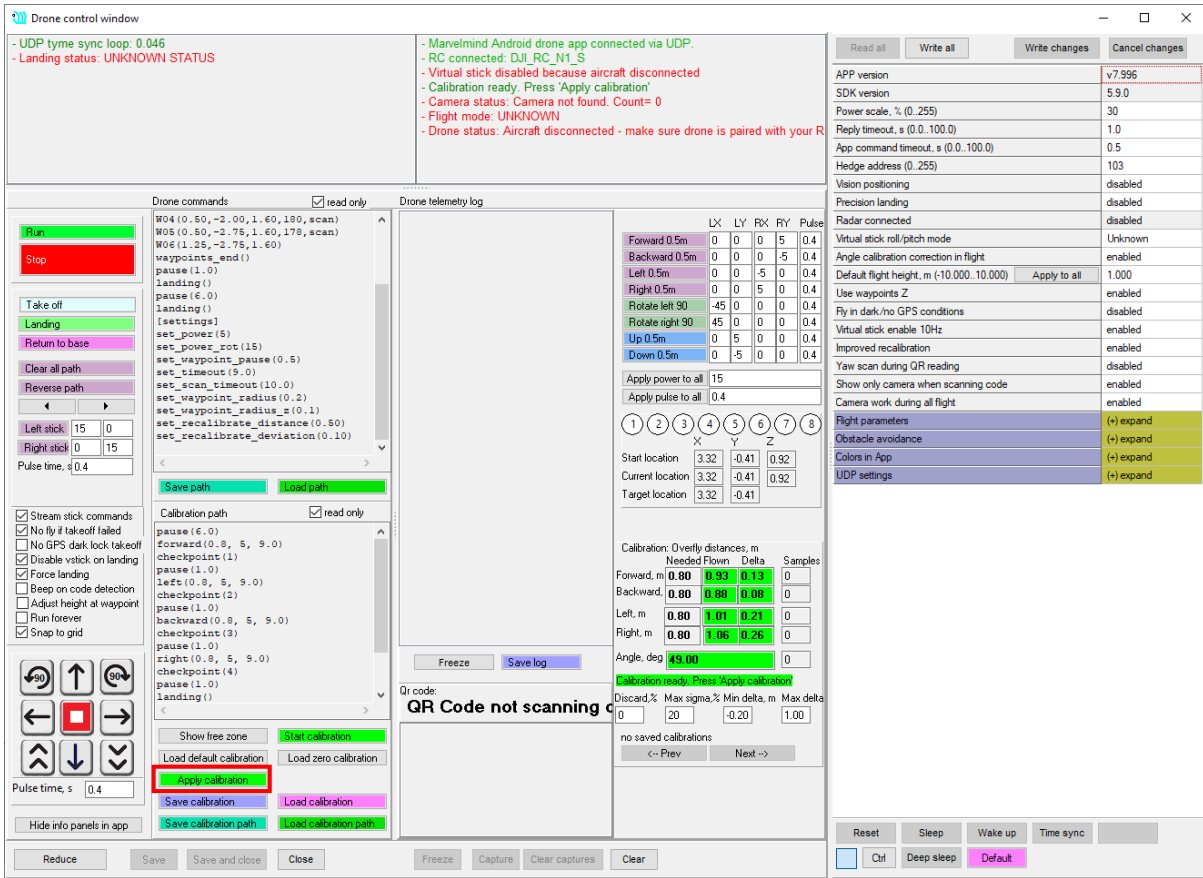 Drone control window
- UDP tyme sync loop: 0.046
- Landing status: UNKNOWN STATUS
- Marvelmind Android drone app connected via UDP.
- RC connected: DJI_RC_N1_S
- Virtual stick disabled because aircraft disconnected
- Calibration ready. Press 'Apply calibration'
- Camera status: Camera not found. Count= 0
- Flight mode: UNKNOWN
- Drone status: Aircraft disconnected - make sure drone is paired with your R
Run
Stop
Take off
Landing
Return to base
Clear all path
Reverse path
Left stick 15 0
Right stick 0 15
Pulse time, s 0.4
Stream stick commands
No fly if takeoff failed
No GPS dark lock takeoff
Disable vstick on landing
Force landing
Beep on code detection
Adjust height at waypoint
Run forever
Snap to grid
90 90
Pulse time, s 0.4
Hide info panels in app
Drone commands read only
W04(0.50,-2.00,1.60,180,scan)
W05(0.50,-2.75,1.60,178,scan)
W06(1.25,-2.75,1.60)
waypoints_end()
pause(1.0)
landing()
pause(6.0)
landing()
[settings]
set_power(5)
set_power_rot(15)
set_waypoint_pause(0.5)
set_timeout(9.0)
set_scan_timeout(10.0)
set_waypoint_radius(0.2)
set_waypoint_radius_z(0.1)
set_recalibrate_distance(0.50)
set_recalibrate_deviation(0.10)
Save path Load path
Calibration path read only
pause(6.0)
forward(0.8, 5, 9.0)
checkpoint(1)
pause(1.0)
left(0.8, 5, 9.0)
checkpoint(2)
pause(1.0)
backward(0.8, 5, 9.0)
checkpoint(3)
pause(1.0)
right(0.8, 5, 9.0)
checkpoint(4)
pause(1.0)
landing()
Show free zone Start calibration
Load default calibration Load zero calibration
Apply calibration
Save calibration Load calibration
Save calibration path Load calibration path
Drone telemetry log
Freeze Save log
Qr code:
QR Code not scanning
LX LY RX RY Pulse
Forward 0.5m 0 0 0 5 0.4
Backward 0.5m 0 0 0 -5 0.4
Left 0.5m 0 0 -5 0 0.4
Right 0.5m 0 0 5 0 0.4
Rotate left 90 -45 0 0 0 0.4
Rotate right 90 45 0 0 0 0.4
Up 0.5m 0 5 0 0 0.4
Down 0.5m 0 -5 0 0 0.4
Apply power to all 15
Apply pulse to all 0.4
1 2 3 4 5 6 7 8
X Y Z
Start location 3.32 -0.41 0.92
Current location 3.32 -0.41 0.92
Target location 3.32 -0.41
Calibration: Overfly distances, m
Needed Flown Delta Samples
Forward, m 0.80 0.93 0.13 0
Backward, 0.80 0.88 0.08 0
Left, m 0.80 1.01 0.21 0
Right, m 0.80 1.06 0.26 0
Angle, deg 49.00 0
Calibration ready. Press 'Apply calibration'
Discard,% Max sigma,% Min delta, m Max delta
0 20 -0.20 1.00
no saved calibrations
<-- Prev Next -->
Reduce Save Save and close Close Freeze Capture Clear captures Clear
Read all Write all Write changes Cancel changes
APP version v7.996
SDK version 5.9.0
Power scale, % (0..255) 30
Reply timeout, s (0.0..100.0) 1.0
App command timeout, s (0.0..100.0) 0.5
Hedge address (0..255) 103
Vision positioning disabled
Precision landing disabled
Radar connected disabled
Virtual stick roll/pitch mode Unknown
Angle calibration correction in flight enabled
Default flight height, m (-10.000..10.000) Apply to all 1.000
Use waypoints Z enabled
Fly in dark/no GPS conditions disabled
Virtual stick enable 10Hz enabled
Improved recalibration enabled
Yaw scan during QR reading disabled
Show only camera when scanning code enabled
Camera work during all flight enabled
Flight parameters (+) expand
Obstacle avoidance (+) expand
Colors in App (+) expand
UDP settings (+) expand
Reset Sleep Wake up Time sync
Ctrl Deep sleep Default